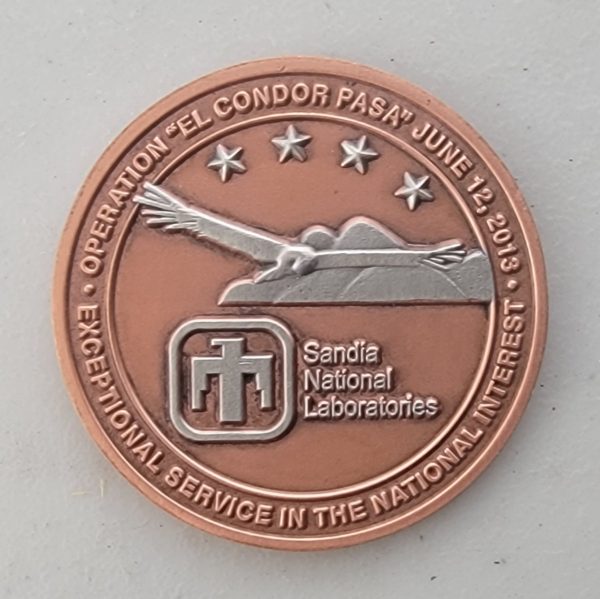 OPERATION "EL CONDOR PASA" JUNE 12, 2013 •
EXCEPTIONAL SERVICE IN THE NATIONAL INTEREST •
Sandia
National
Laboratories